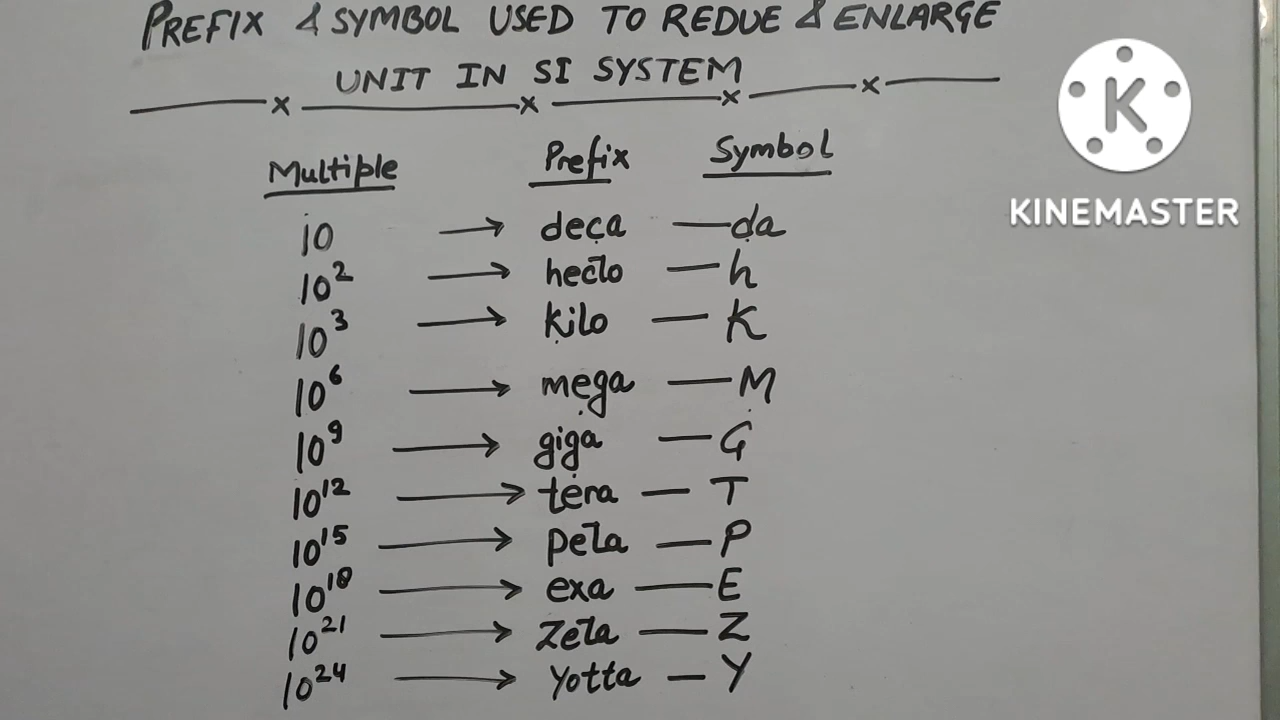 PREFIX & SYMBOL USED TO REDUE & ENLARGE
UNIT IN SI SYSTEM
Multiple Prefix Symbol
10 → deca — da
10² → hecto — h
10³ → kilo — K
10⁶ → mega — M
10⁹ → giga — G
10¹² → tera — T
10¹⁵ → peta — P
10¹⁸ → exa — E
10²¹ → Zeta — Z
10²⁴ → Yotta — Y
K
KINEMASTER